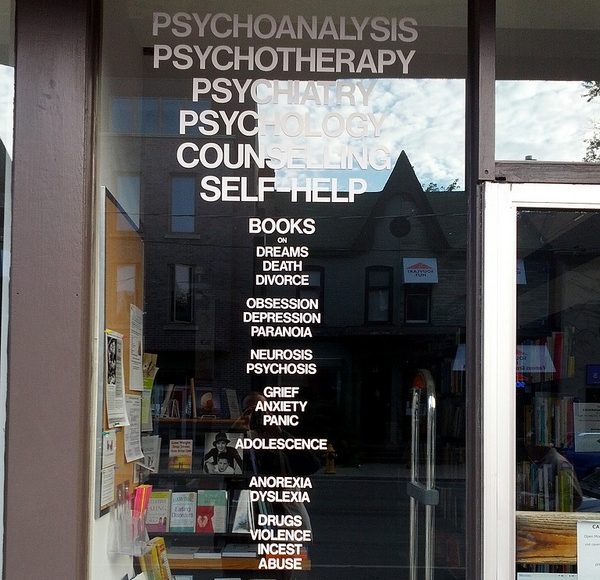 PSYCHOANALYSIS
PSYCHOTHERAPY
PSYCHIATRY
PSYCHOLOGY
COUNSELLING
SELF-HELP
BOOKS
ON
DREAMS
DEATH
DIVORCE
OBSESSION
DEPRESSION
PARANOIA
NEUROSIS
PSYCHOSIS
GRIEF
ANXIETY
PANIC
ADOLESCENCE
ANOREXIA
DYSLEXIA
DRUGS
VIOLENCE
INCEST
ABUSE